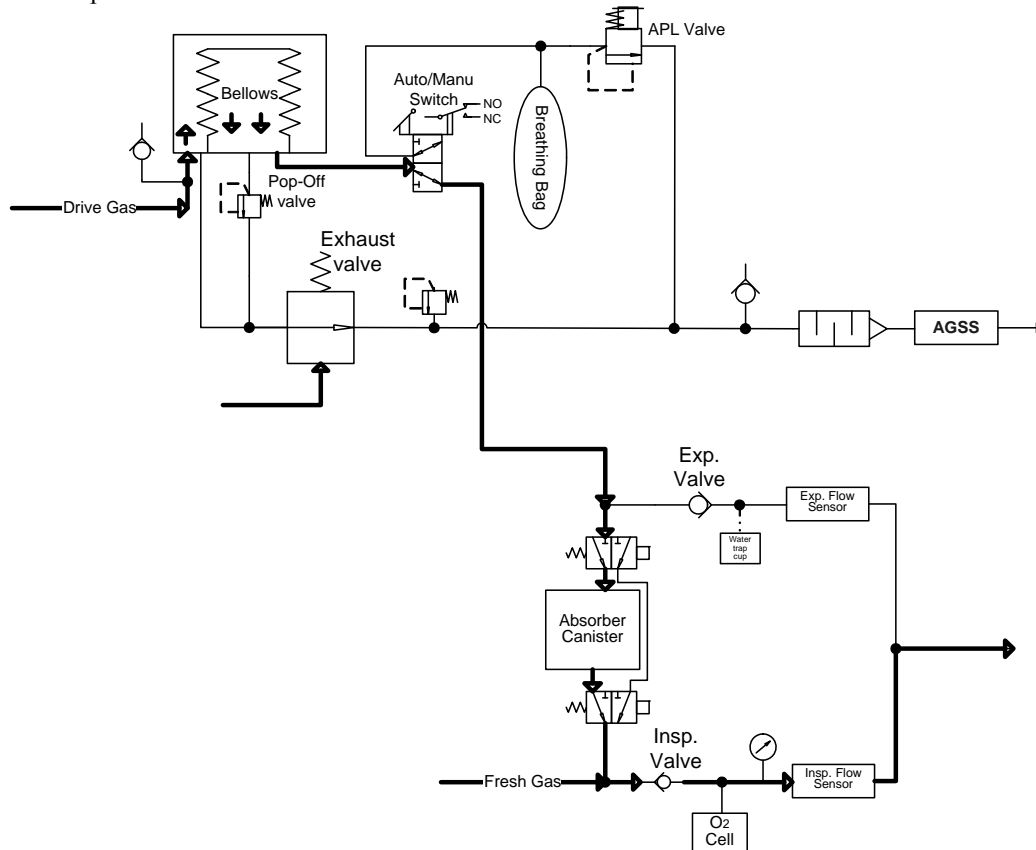 APL Valve
Auto/Manu
Switch
NO
NC
Bellows
Breathing Bag
Pop-Off
valve
Drive Gas
Exhaust
valve
AGSS
Exp.
Valve
Exp. Flow
Sensor
Water
trap
cup
Absorber
Canister
Insp.
Valve
Fresh Gas
Insp. Flow
Sensor
O2
Cell